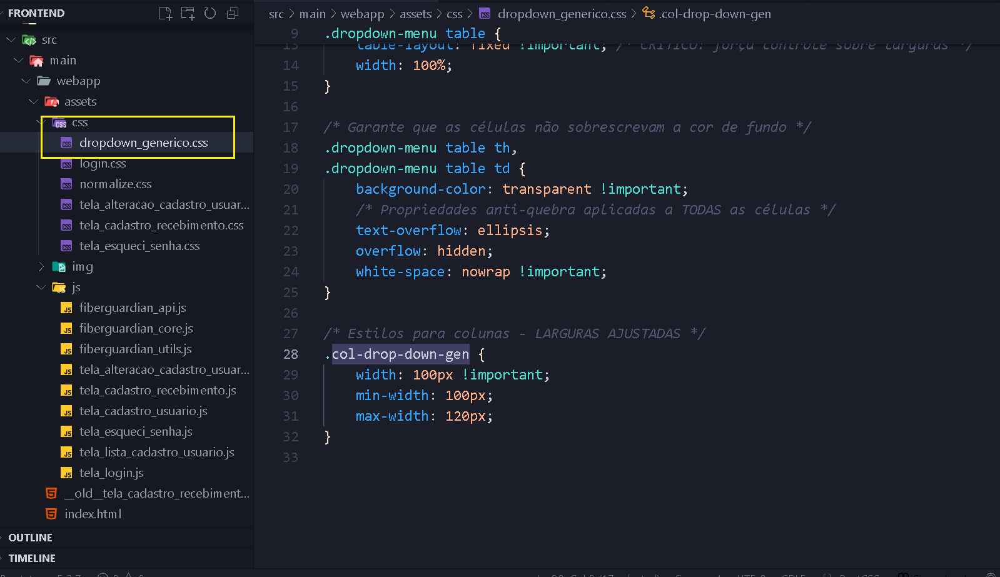 FRONTEND
src
main
webapp
assets
css
dropdown_generico.css
login.css
normalize.css
tela_alteracao_cadastro_usuar...
tela_cadastro_recebimento.css
tela_esqueci_senha.css
img
js
fiberguardian_api.js
fiberguardian_core.js
fiberguardian_utils.js
tela_alteracao_cadastro_usuar...
tela_cadastro_recebimento.js
tela_cadastro_usuario.js
tela_esqueci_senha.js
tela_lista_cadastro_usuario.js
tela_login.js
__old__tela_cadastro_recebiment...
index.html
OUTLINE
TIMELINE
src > main > webapp > assets > css > dropdown_generico.css > .col-drop-down-gen
9 .dropdown-menu table {
13 table-layout: fixed !important; /* CRÍTICO: força controle sobre larguras */
14 width: 100%;
15 }
16
17 /* Garante que as células não sobrescrevam a cor de fundo */
18 .dropdown-menu table th,
19 .dropdown-menu table td {
20 background-color: transparent !important;
21 /* Propriedades anti-quebra aplicadas a TODAS as células */
22 text-overflow: ellipsis;
23 overflow: hidden;
24 white-space: nowrap !important;
25 }
26
27 /* Estilos para colunas - LARGURAS AJUSTADAS */
28 .col-drop-down-gen {
29 width: 100px !important;
30 min-width: 100px;
31 max-width: 120px;
32 }
33